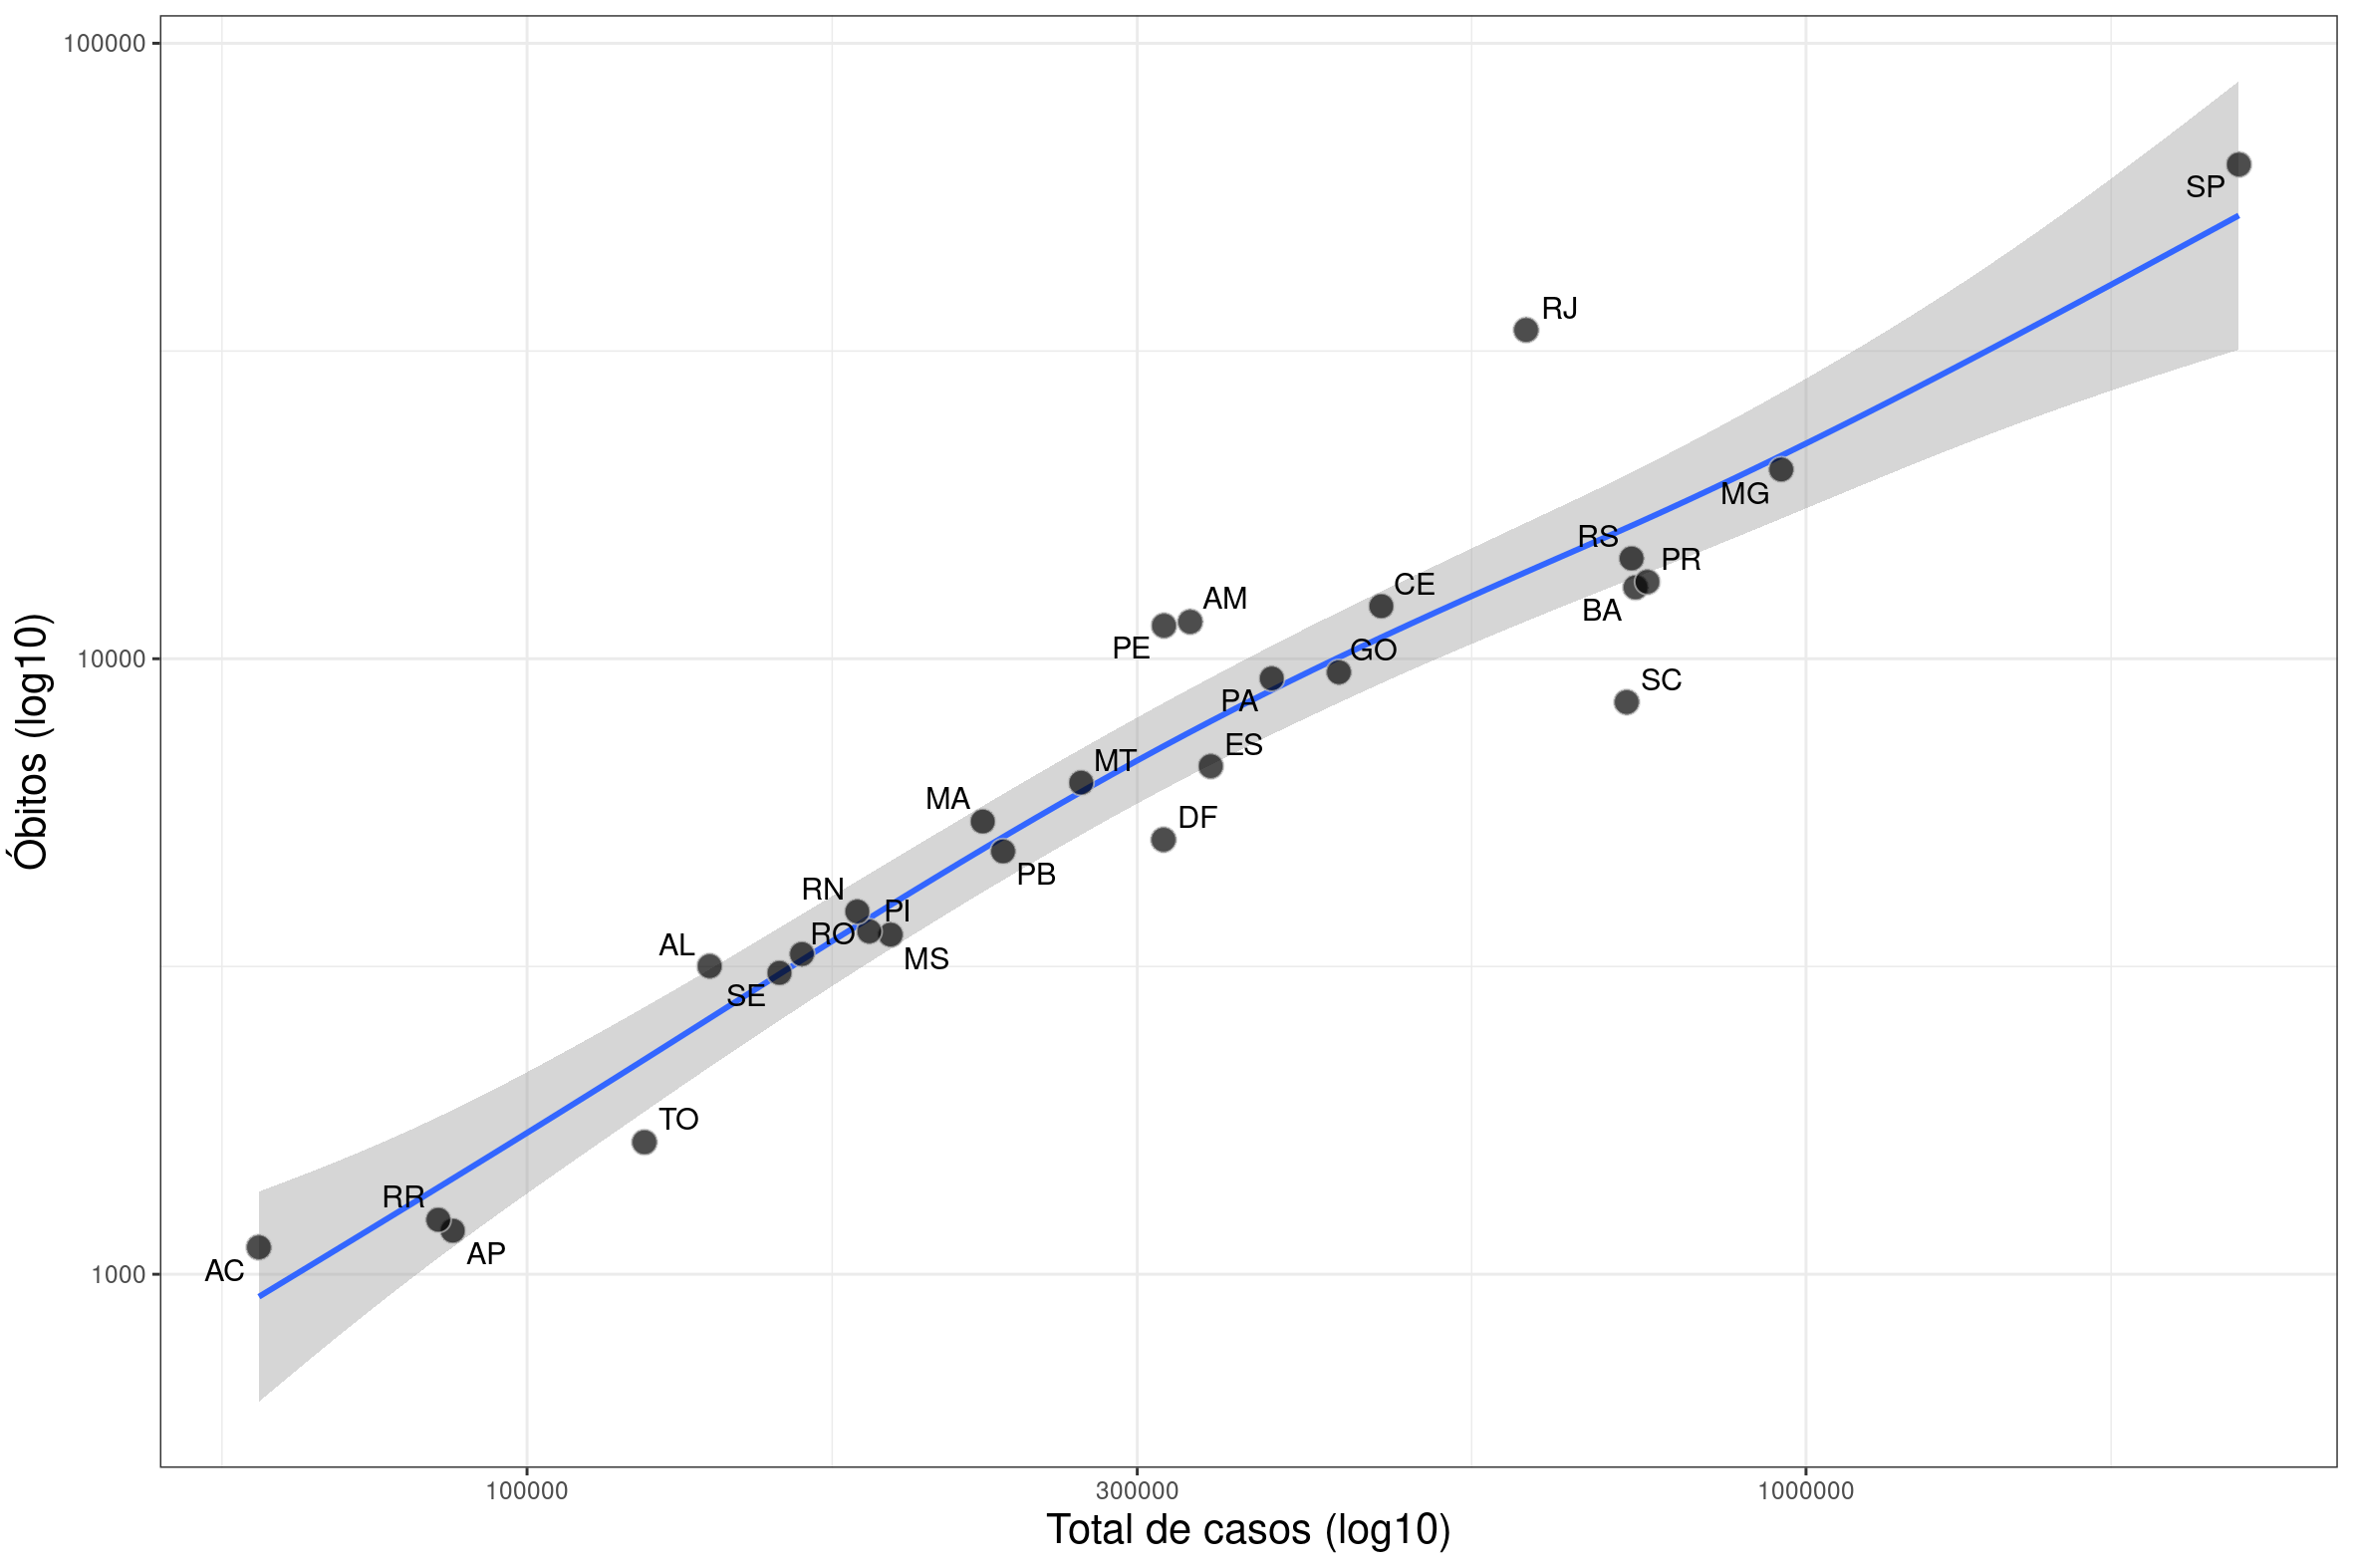 100000
SP
RJ
MG
RS
PR
CE
AM
BA
PE
GO
SC
PA
ES
MT
MA
DF
PB
RN
PI
RO
AL
MS
SE
TO
RR
AP
AC
10000
1000
100000
300000
1000000
Total de casos (log10)
Óbitos (log10)